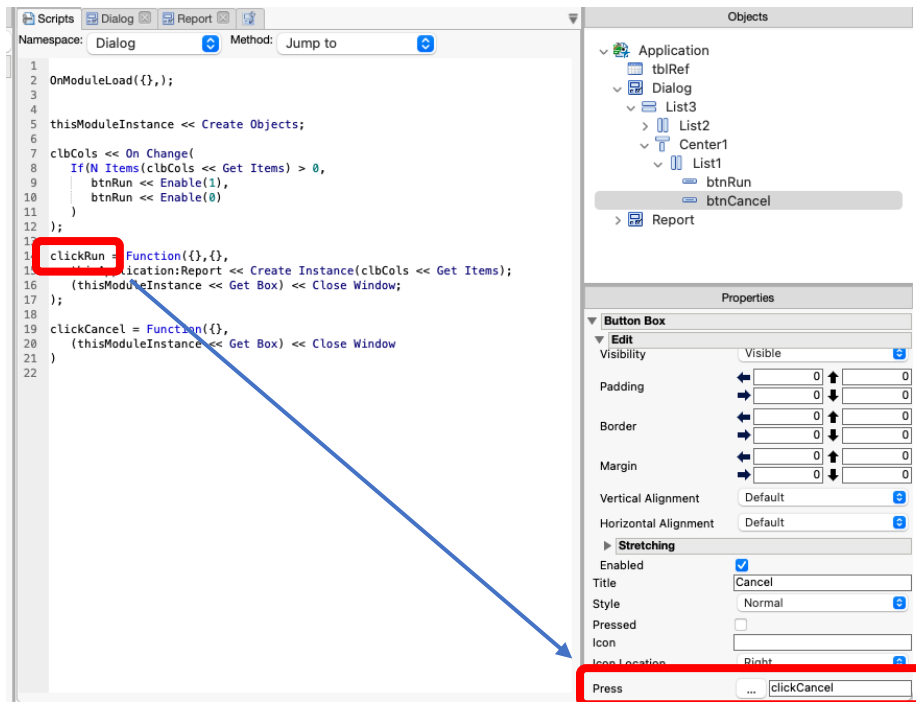 Scripts Dialog Report
Namespace: Dialog Method: Jump to
1
2 OnModuleLoad({},);
3
4
5 thisModuleInstance << Create Objects;
6
7 clbCols << On Change(
8 If(N Items(clbCols << Get Items) > 0,
9 btnRun << Enable(1),
10 btnRun << Enable(0)
11 )
12 );
13
14 clickRun = Function({},{},
15 thisApplication:Report << Create Instance(clbCols << Get Items);
16 (thisModuleInstance << Get Box) << Close Window;
17 );
18
19 clickCancel = Function({},
20 (thisModuleInstance << Get Box) << Close Window
21 )
22
Objects
Application
tblRef
Dialog
List3
List2
Center1
List1
btnRun
btnCancel
Report
Properties
Button Box
Edit
Visibility Visible
Padding 0 0
0 0
Border 0 0
0 0
Margin 0 0
0 0
Vertical Alignment Default
Horizontal Alignment Default
Stretching
Enabled
Title Cancel
Style Normal
Pressed
Icon
Icon Location Right
Press ... clickCancel